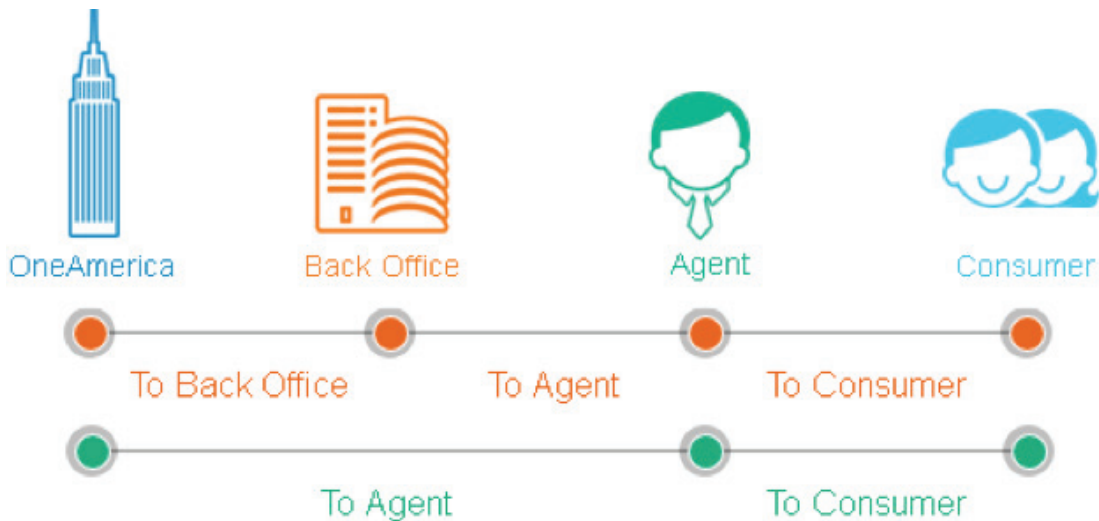 OneAmerica
Back Office
Agent
Consumer
To Back Office
To Agent
To Consumer
To Agent
To Consumer